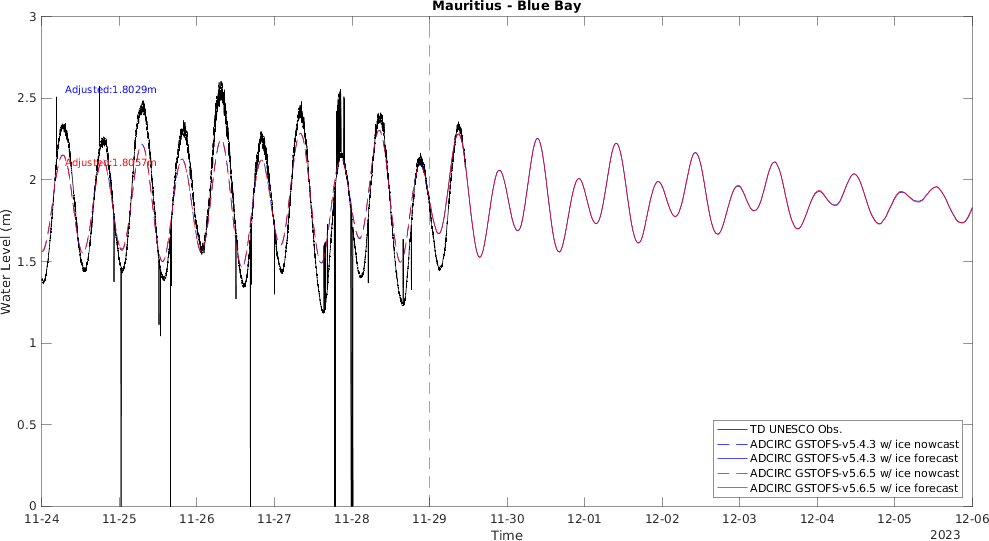 Mauritius - Blue Bay
Water Level (m)
3
2.5
2
1.5
1
0.5
0
Adjusted:1.8029m
Adjusted:1.8057m
TD UNESCO Obs.
ADCIRC GSTOFS-v5.4.3 w/ ice nowcast
ADCIRC GSTOFS-v5.4.3 w/ ice forecast
ADCIRC GSTOFS-v5.6.5 w/ ice nowcast
ADCIRC GSTOFS-v5.6.5 w/ ice forecast
11-24 11-25 11-26 11-27 11-28 11-29 11-30 12-01 12-02 12-03 12-04 12-05 12-06
Time
2023